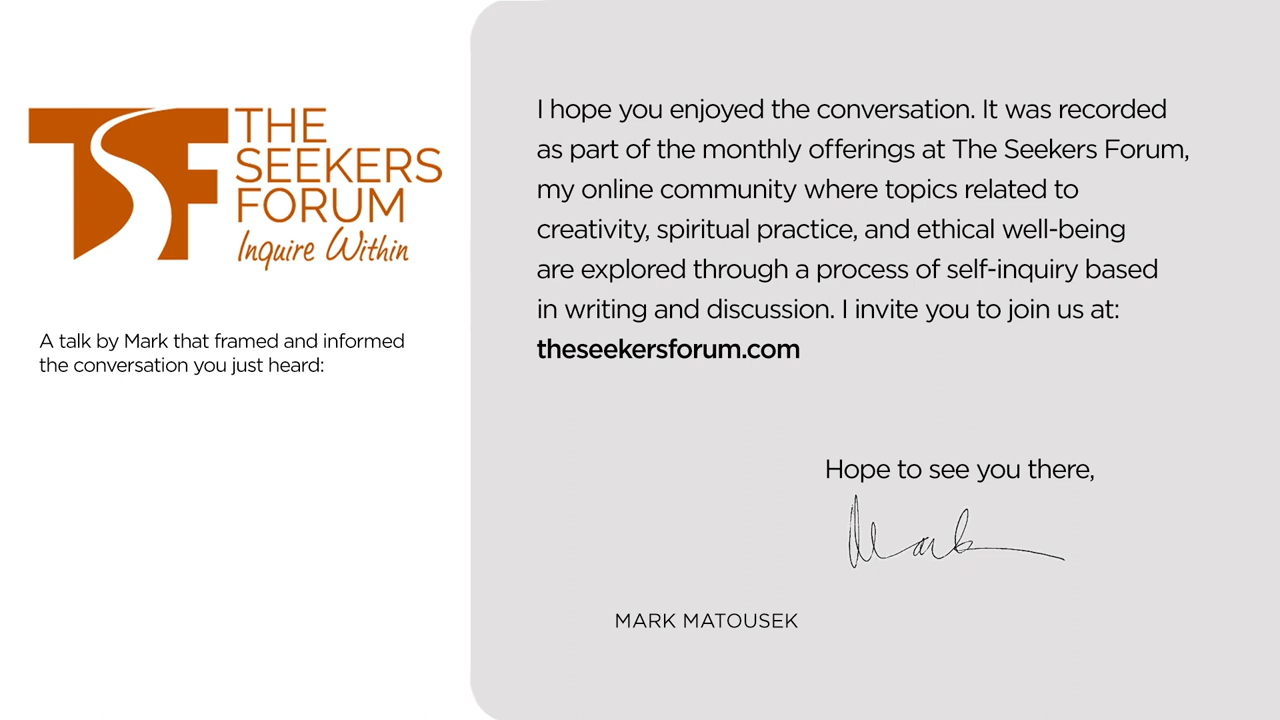 TSF
THE
SEEKERS
FORUM
Inquire Within
A talk by Mark that framed and informed
the conversation you just heard:
I hope you enjoyed the conversation. It was recorded
as part of the monthly offerings at The Seekers Forum,
my online community where topics related to
creativity, spiritual practice, and ethical well-being
are explored through a process of self-inquiry based
in writing and discussion. I invite you to join us at:
theseekersforum.com
Hope to see you there,
Mark
MARK MATOUSEK